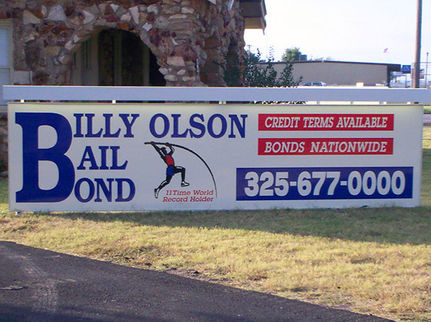 BILLY OLSON
BAIL
BOND
11 Time World
Record Holder
CREDIT TERMS AVAILABLE
BONDS NATIONWIDE
325-677-0000